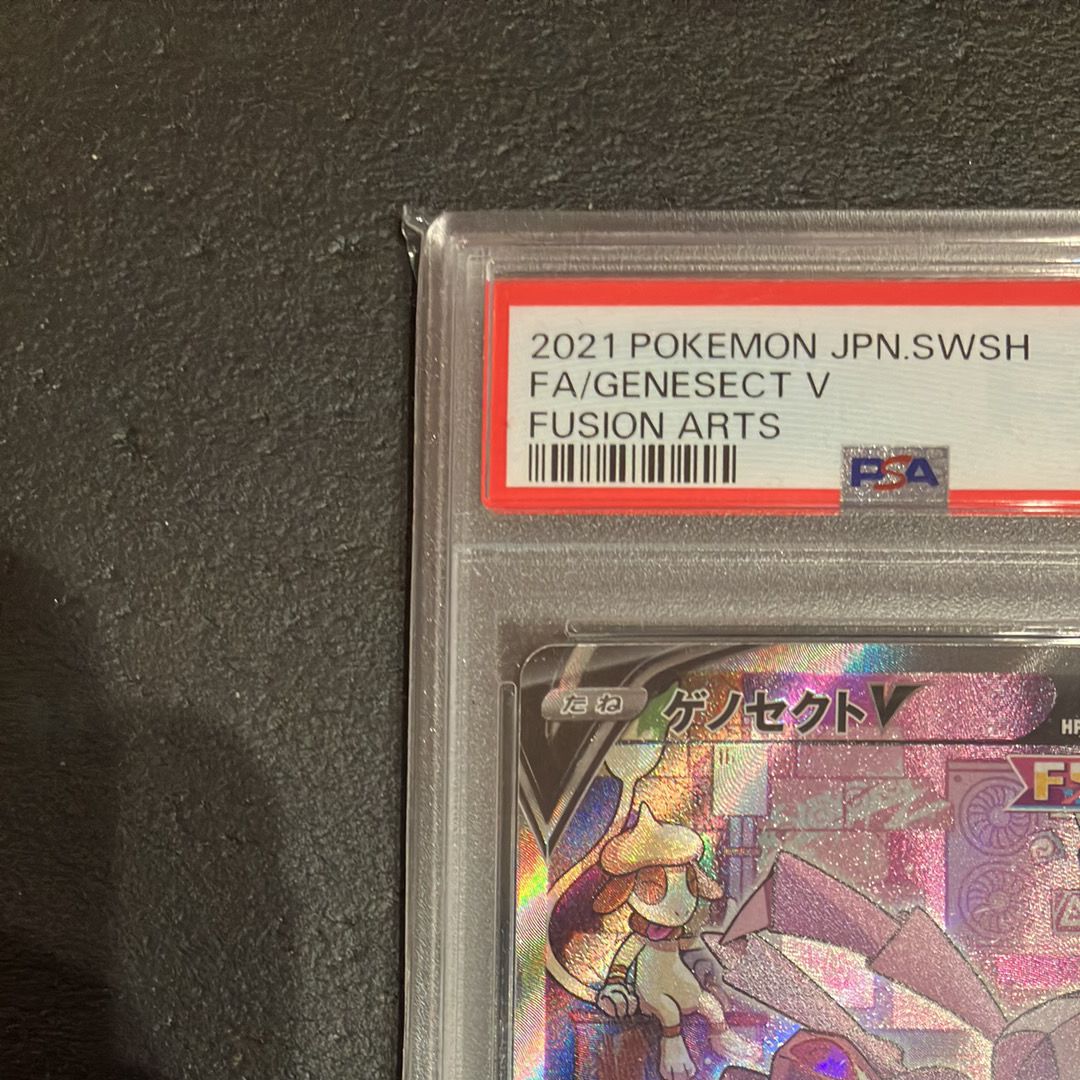 2021 POKEMON JPN.SWSH
FA/GENESECT V
FUSION ARTS
PSA
たね ゲノセクトV